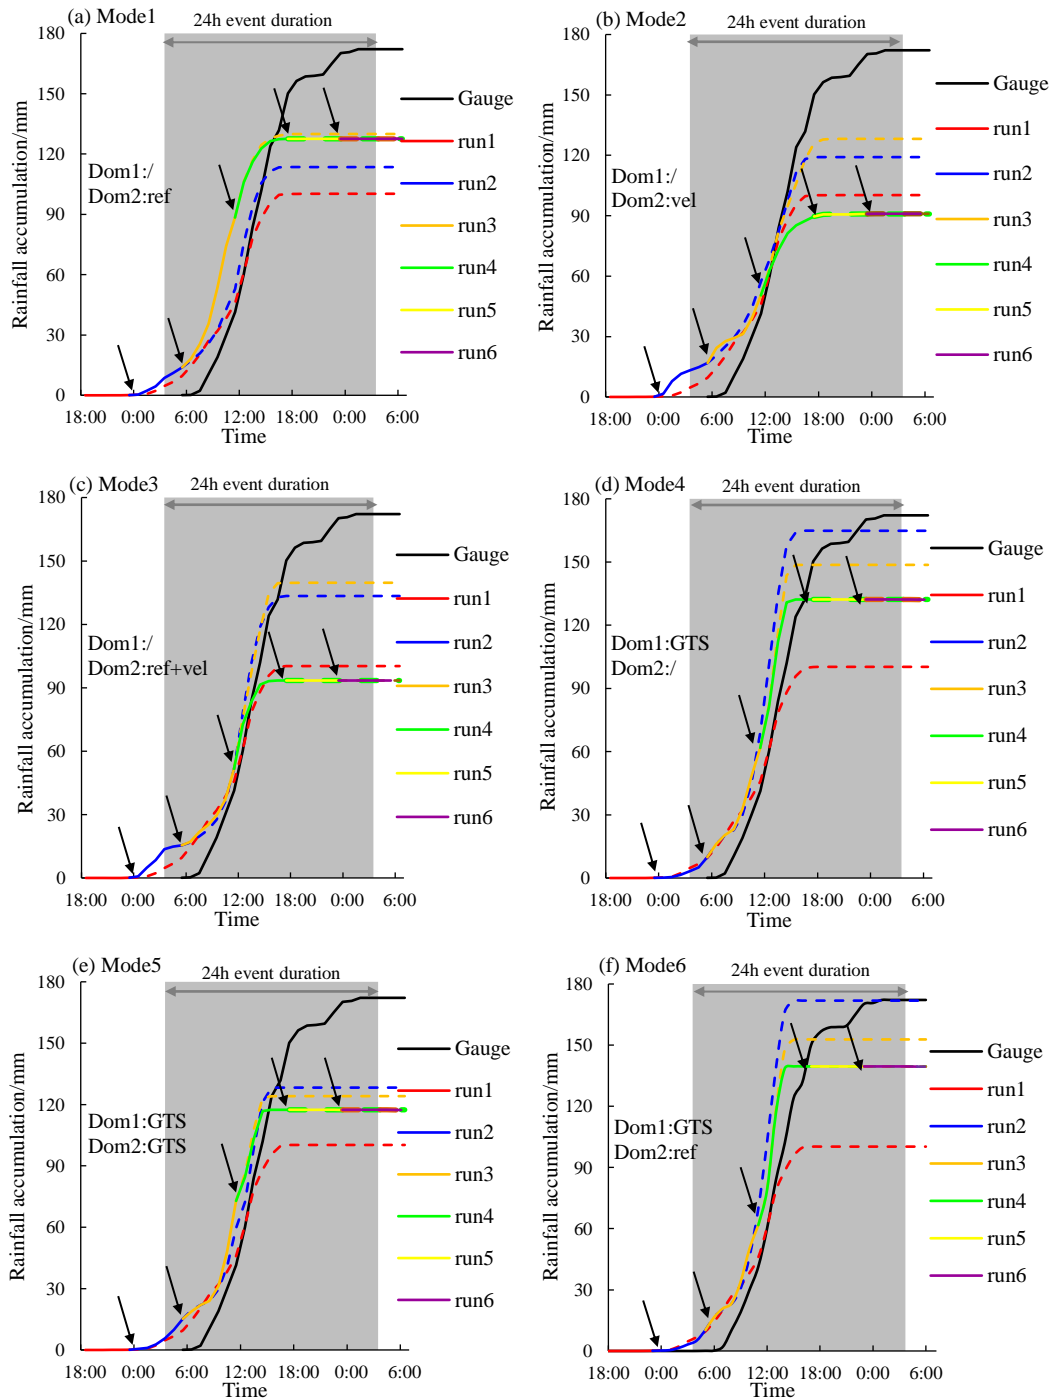 (a) Mode1
24h event duration
180
150
120
90
60
30
0
Rainfall accumulation/mm
Dom1:/
Dom2:ref
Gauge
run1
run2
run3
run4
run5
run6
18:00 0:00 6:00 12:00 18:00 0:00 6:00
Time
(b) Mode2
24h event duration
180
150
120
90
60
30
0
Rainfall accumulation/mm
Dom1:/
Dom2:vel
Gauge
run1
run2
run3
run4
run5
run6
18:00 0:00 6:00 12:00 18:00 0:00 6:00
Time
(c) Mode3
24h event duration
180
150
120
90
60
30
0
Rainfall accumulation/mm
Dom1:/
Dom2:ref+vel
Gauge
run1
run2
run3
run4
run5
run6
18:00 0:00 6:00 12:00 18:00 0:00 6:00
Time
(d) Mode4
24h event duration
180
150
120
90
60
30
0
Rainfall accumulation/mm
Dom1:GTS
Dom2:/
Gauge
run1
run2
run3
run4
run5
run6
18:00 0:00 6:00 12:00 18:00 0:00 6:00
Time
(e) Mode5
24h event duration
180
150
120
90
60
30
0
Rainfall accumulation/mm
Dom1:GTS
Dom2:GTS
Gauge
run1
run2
run3
run4
run5
run6
18:00 0:00 6:00 12:00 18:00 0:00 6:00
Time
(f) Mode6
24h event duration
180
150
120
90
60
30
0
Rainfall accumulation/mm
Dom1:GTS
Dom2:ref
Gauge
run1
run2
run3
run4
run5
run6
18:00 0:00 6:00 12:00 18:00 0:00 6:00
Time